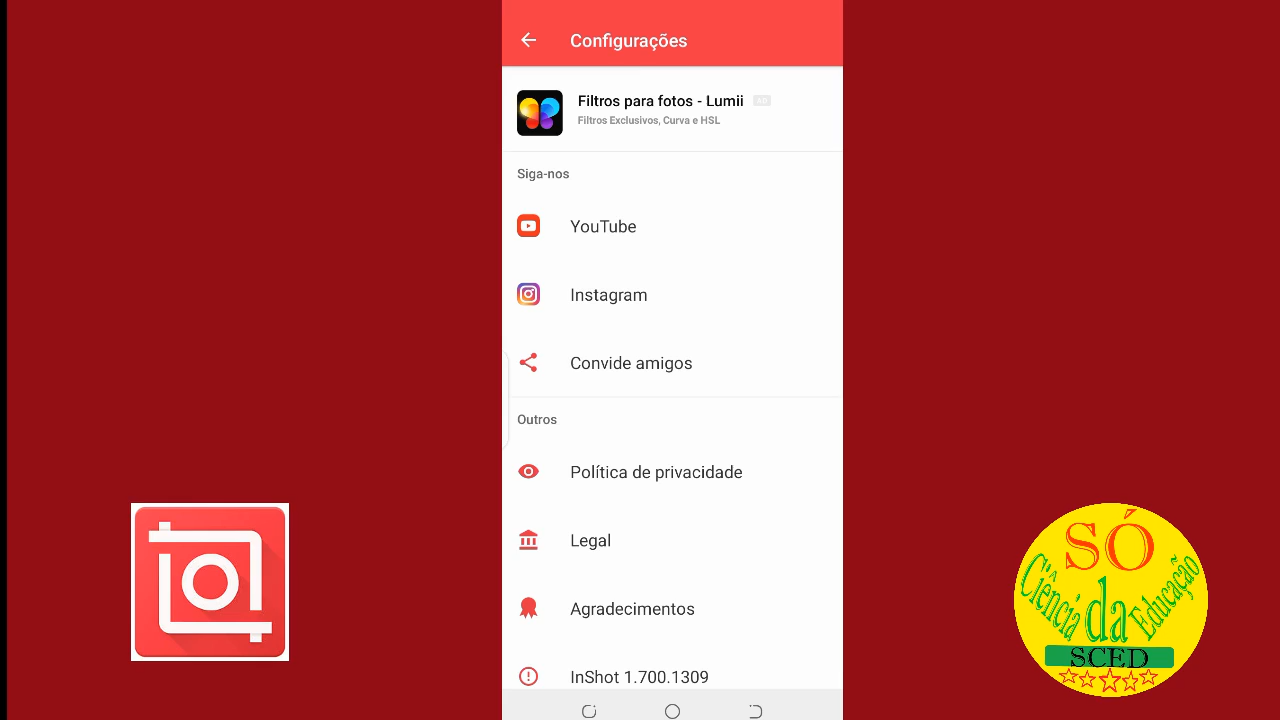 Configurações
Filtros para fotos - Lumii AD
Filtros Exclusivos, Curva e HSL
Siga-nos
YouTube
Instagram
Convide amigos
Outros
Política de privacidade
Legal
Agradecimentos
InShot 1.700.1309
SÓ
Ciência da Educação
SCED